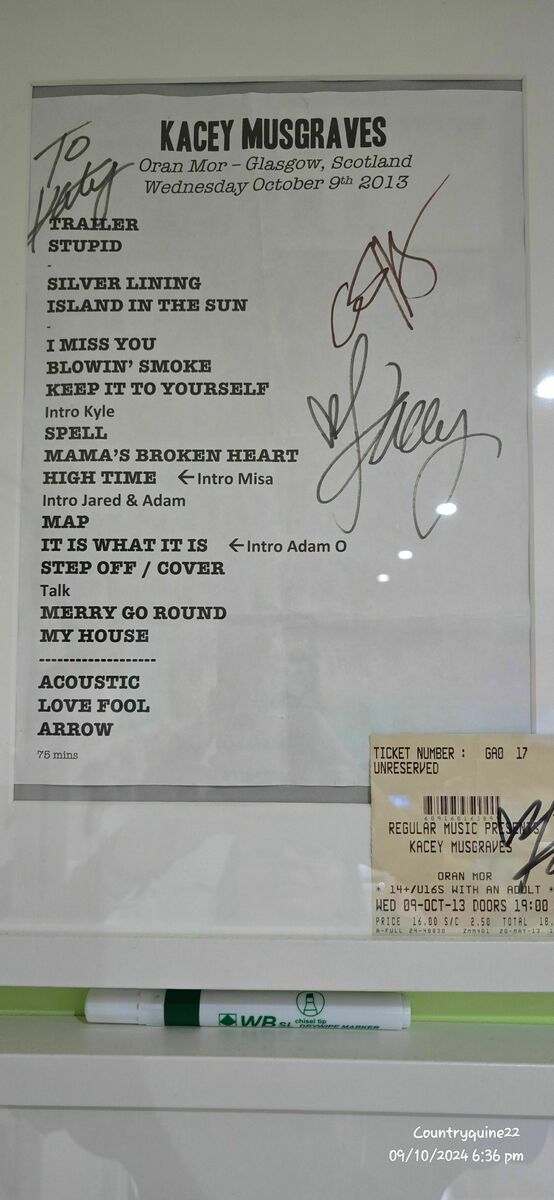 TO
Katy
KACEY MUSGRAVES
Oran Mor – Glasgow, Scotland
Wednesday October 9th 2013
TRAILER
STUPID
-
SILVER LINING
ISLAND IN THE SUN
-
I MISS YOU
BLOWIN' SMOKE
KEEP IT TO YOURSELF
Intro Kyle
SPELL
MAMA'S BROKEN HEART
HIGH TIME ←Intro Misa
Intro Jared & Adam
MAP
IT IS WHAT IT IS ←Intro Adam O
STEP OFF / COVER
Talk
MERRY GO ROUND
MY HOUSE
--------------------
ACOUSTIC
LOVE FOOL
ARROW
75 mins
Kacey
TICKET NUMBER : GA0 17
UNRESERVED
REGULAR MUSIC PRESENTS
KACEY MUSGRAVES
ORAN MOR
* 14+/U16S WITH AN ADULT *
WED 09-OCT-13 DOORS 19:00
PRICE 16.00 S/C 2.50 TOTAL 18.
WB SL chisel tip
DRYWIPE MARKER
Countryquine22
09/10/2024 6:36 pm